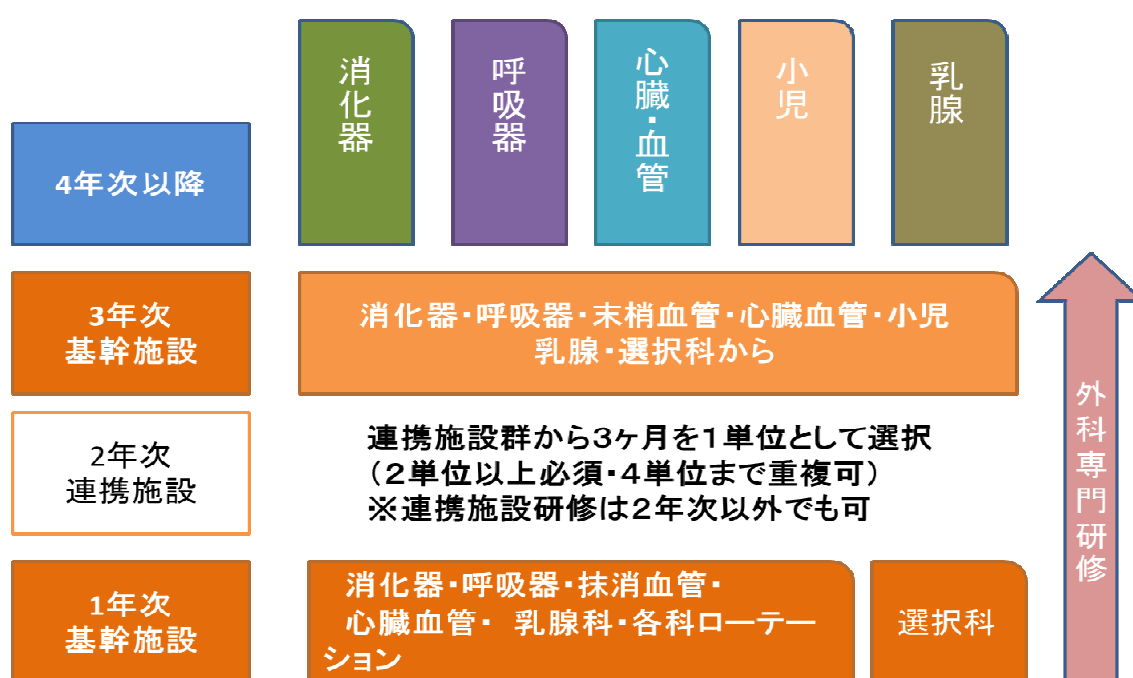 消化器
呼吸器
心臓・血管
小児
乳腺
4年次以降
3年次
基幹施設
消化器・呼吸器・末梢血管・心臓血管・小児
乳腺・選択科から
2年次
連携施設
連携施設群から3ヶ月を1単位として選択
（2単位以上必須・4単位まで重複可）
※連携施設研修は2年次以外でも可
1年次
基幹施設
消化器・呼吸器・抹消血管・
心臓血管・ 乳腺科・各科ローテー
ション
選択科
外科専門研修